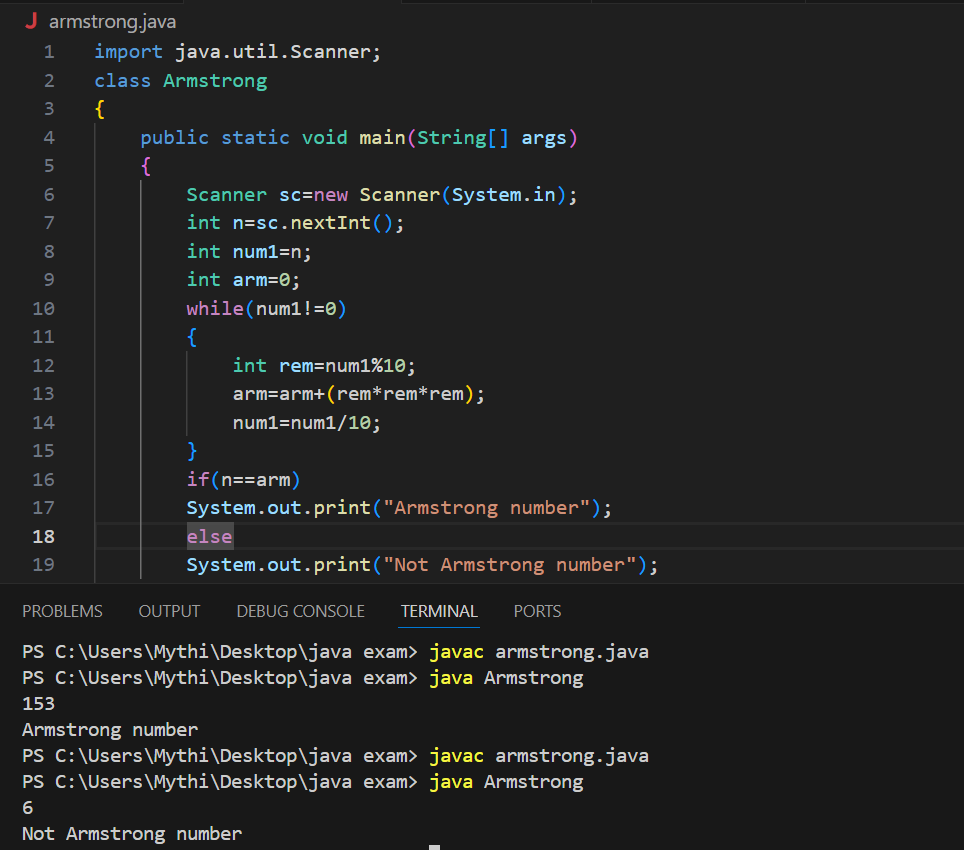 J armstrong.java
1 import java.util.Scanner;
2 class Armstrong
3 {
4 public static void main(String[] args)
5 {
6 Scanner sc=new Scanner(System.in);
7 int n=sc.nextInt();
8 int num1=n;
9 int arm=0;
10 while(num1!=0)
11 {
12 int rem=num1%10;
13 arm=arm+(rem*rem*rem);
14 num1=num1/10;
15 }
16 if(n==arm)
17 System.out.print("Armstrong number");
18 else
19 System.out.print("Not Armstrong number");
PROBLEMS OUTPUT DEBUG CONSOLE TERMINAL PORTS
PS C:\Users\Mythi\Desktop\java exam> javac armstrong.java
PS C:\Users\Mythi\Desktop\java exam> java Armstrong
153
Armstrong number
PS C:\Users\Mythi\Desktop\java exam> javac armstrong.java
PS C:\Users\Mythi\Desktop\java exam> java Armstrong
6
Not Armstrong number